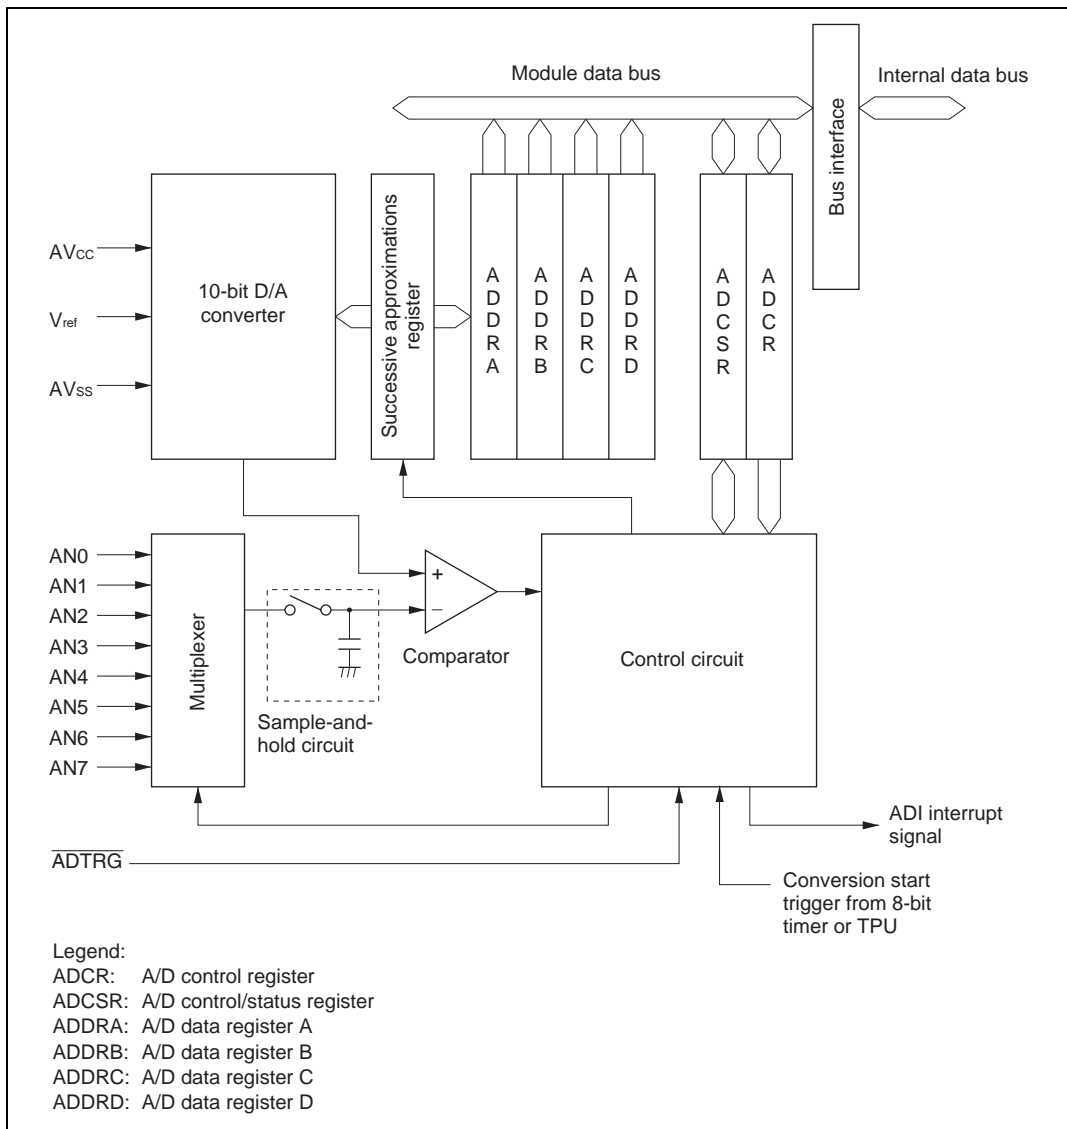 Module data bus
Internal data bus
Bus interface
AVCC
Vref
AVSS
10-bit D/A
converter
Successive approximations
register
ADDRA
ADDRB
ADDRC
ADDRD
ADCSR
ADCR
AN0
AN1
AN2
AN3
AN4
AN5
AN6
AN7
Multiplexer
Sample-and-
hold circuit
+
−
Comparator
Control circuit
ADTRG
ADI interrupt
signal
Conversion start
trigger from 8-bit
timer or TPU
Legend:
ADCR: A/D control register
ADCSR: A/D control/status register
ADDRA: A/D data register A
ADDRB: A/D data register B
ADDRC: A/D data register C
ADDRD: A/D data register D